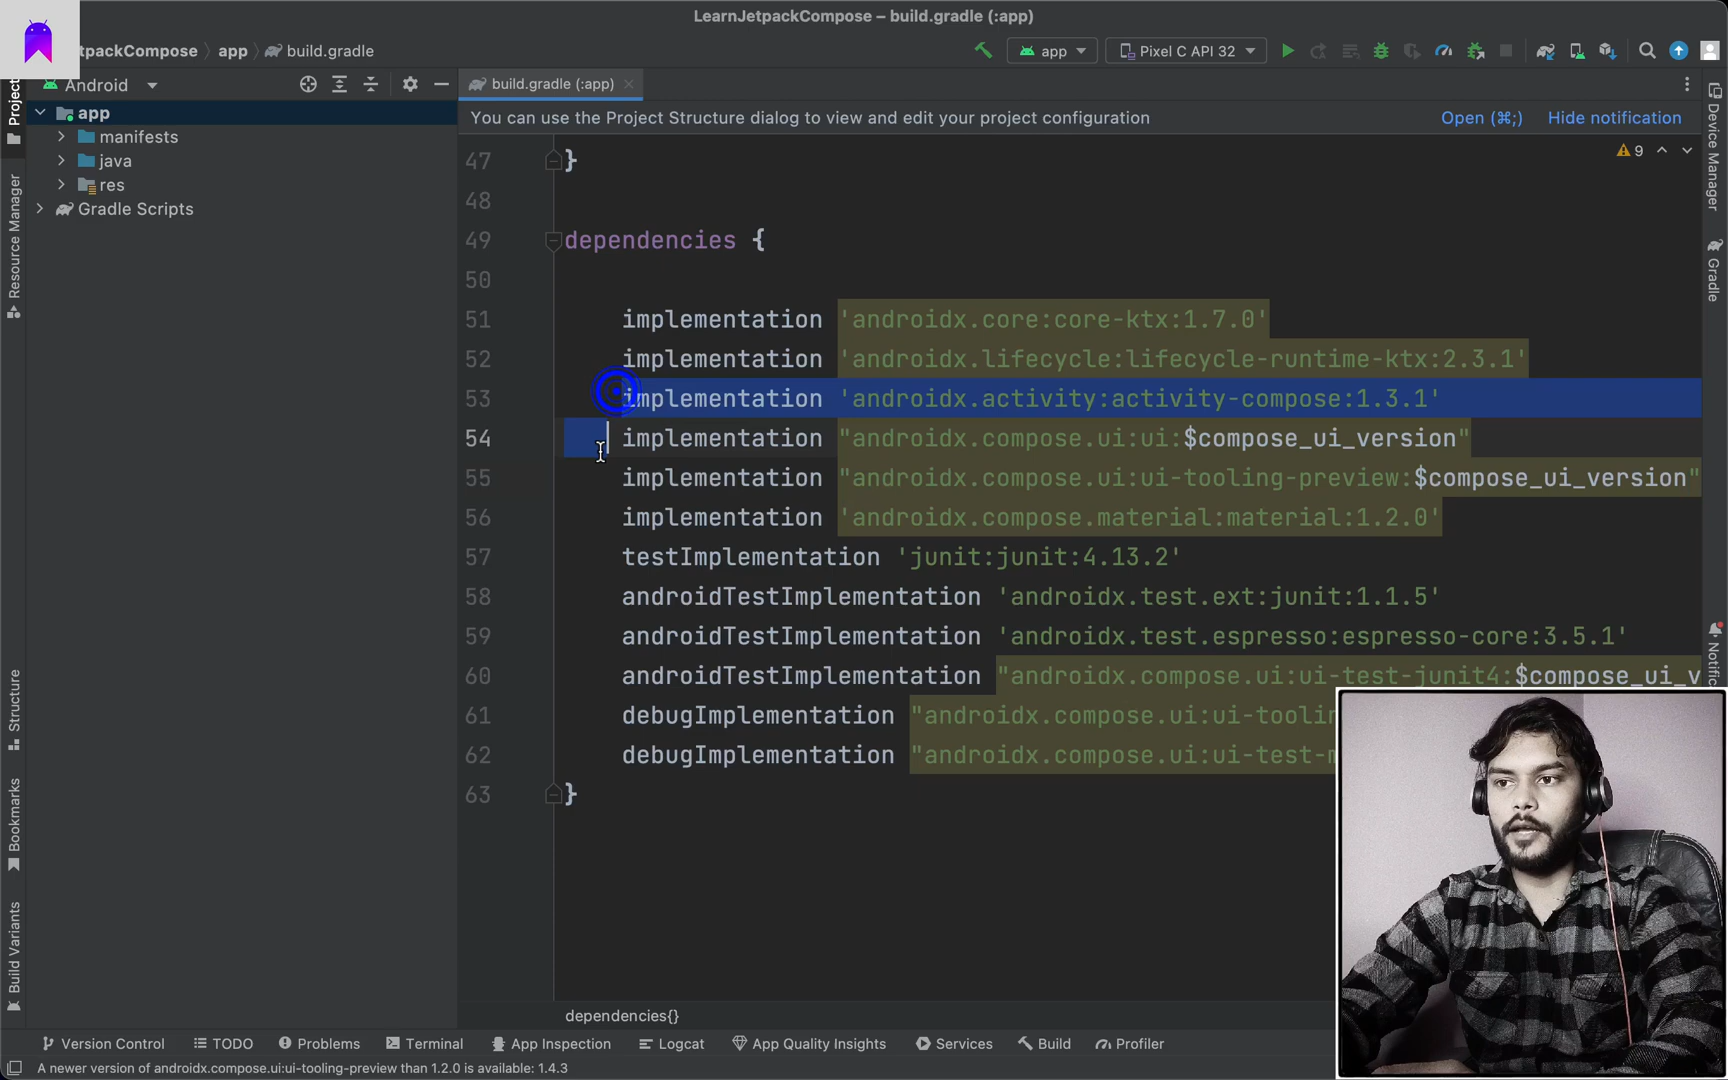 LearnJetpackCompose – build.gradle (:app)
tpackCompose app build.gradle
app Pixel C API 32
Android
build.gradle (:app)
You can use the Project Structure dialog to view and edit your project configuration Open (⌘;) Hide notification
9
Project
Resource Manager
Structure
Bookmarks
Build Variants
app
manifests
java
res
Gradle Scripts
47 }
48
49 dependencies {
50
51 implementation 'androidx.core:core-ktx:1.7.0'
52 implementation 'androidx.lifecycle:lifecycle-runtime-ktx:2.3.1'
53 implementation 'androidx.activity:activity-compose:1.3.1'
54 implementation "androidx.compose.ui:ui:$compose_ui_version"
55 implementation "androidx.compose.ui:ui-tooling-preview:$compose_ui_version"
56 implementation 'androidx.compose.material:material:1.2.0'
57 testImplementation 'junit:junit:4.13.2'
58 androidTestImplementation 'androidx.test.ext:junit:1.1.5'
59 androidTestImplementation 'androidx.test.espresso:espresso-core:3.5.1'
60 androidTestImplementation "androidx.compose.ui:ui-test-junit4:$compose_ui_v
61 debugImplementation "androidx.compose.ui:ui-toolin
62 debugImplementation "androidx.compose.ui:ui-test-m
63 }
Device Manager
Gradle
Notific
dependencies{}
Version Control TODO Problems Terminal App Inspection Logcat App Quality Insights Services Build Profiler
A newer version of androidx.compose.ui:ui-tooling-preview than 1.2.0 is available: 1.4.3